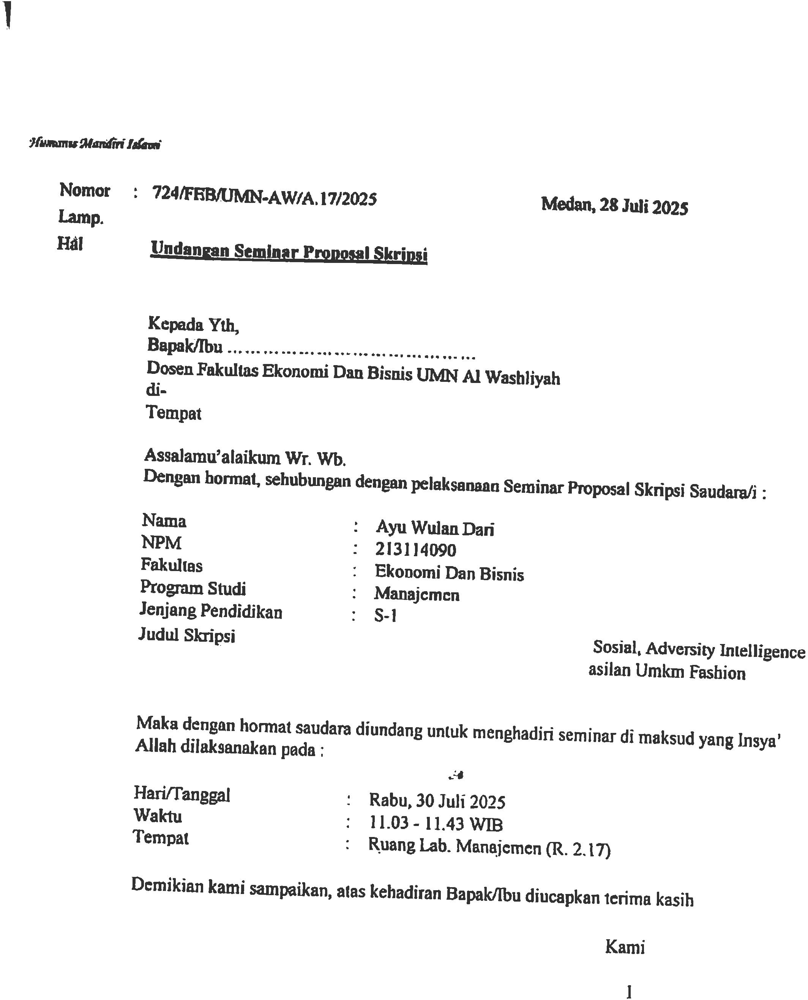 Humanis Mandiri Islami
Nomor : 724/FEB/UMN-AW/A.17/2025
Medan, 28 Juli 2025
Lamp.
Hal
Undangan Seminar Proposal Skripsi
Kepada Yth,
Bapak/Ibu ..........................................
Dosen Fakultas Ekonomi Dan Bisnis UMN Al Washliyah
di-
Tempat
Assalamu'alaikum Wr. Wb.
Dengan hormat, sehubungan dengan pelaksanaan Seminar Proposal Skripsi Saudara/i :
Nama : Ayu Wulan Dari
NPM : 213114090
Fakultas : Ekonomi Dan Bisnis
Program Studi : Manajemen
Jenjang Pendidikan : S-1
Judul Skripsi
Sosial, Adversity Intelligence
asilan Umkm Fashion
Maka dengan hormat saudara diundang untuk menghadiri seminar di maksud yang Insya'
Allah dilaksanakan pada :
Hari/Tanggal : Rabu, 30 Juli 2025
Waktu : 11.03 - 11.43 WIB
Tempat : Ruang Lab. Manajemen (R. 2.17)
Demikian kami sampaikan, atas kehadiran Bapak/Ibu diucapkan terima kasih
Kami